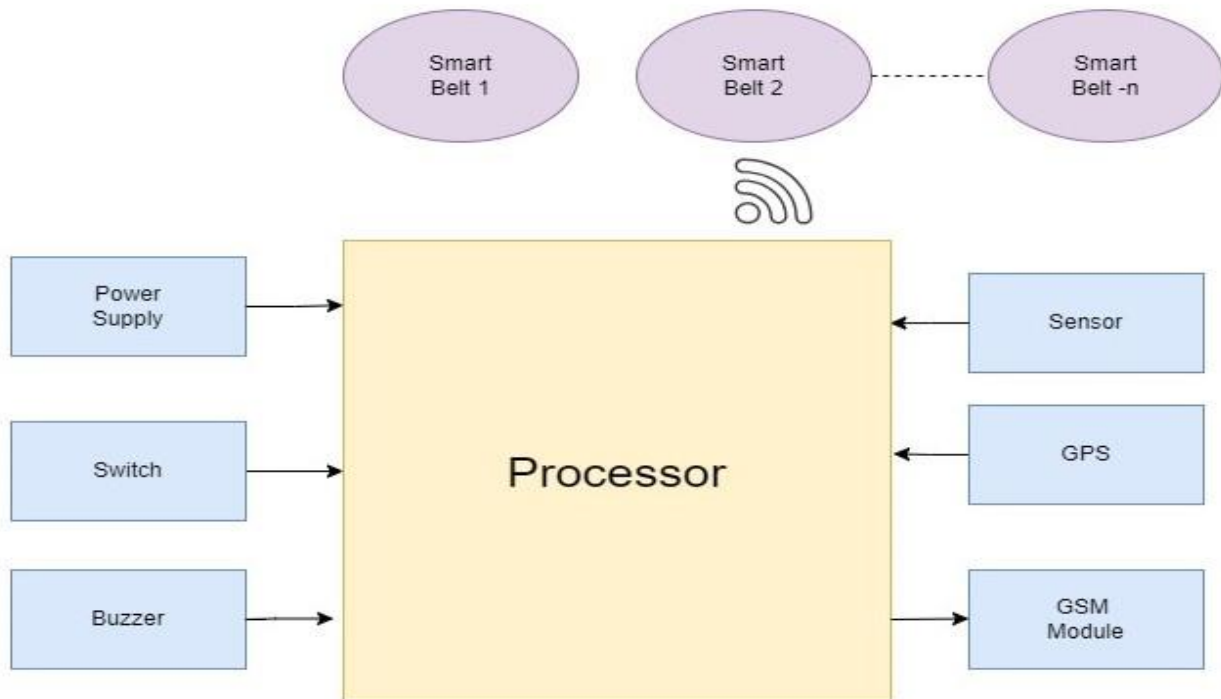 Smart
Belt 1
Smart
Belt 2
Smart
Belt -n
Power
Supply
Sensor
Switch
Processor
GPS
Buzzer
GSM
Module